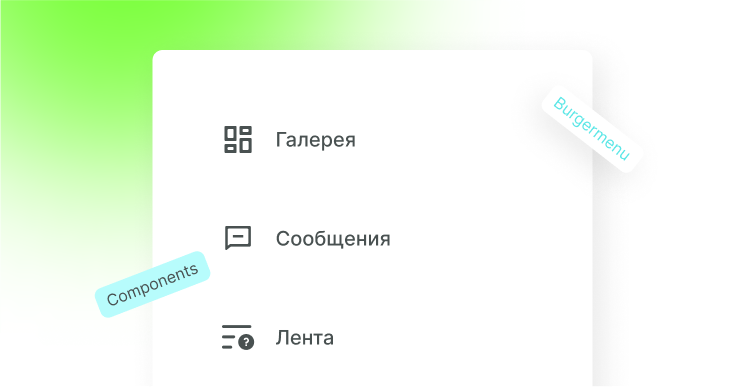 Burgermenu
Галерея
Сообщения
Components
?
Лента